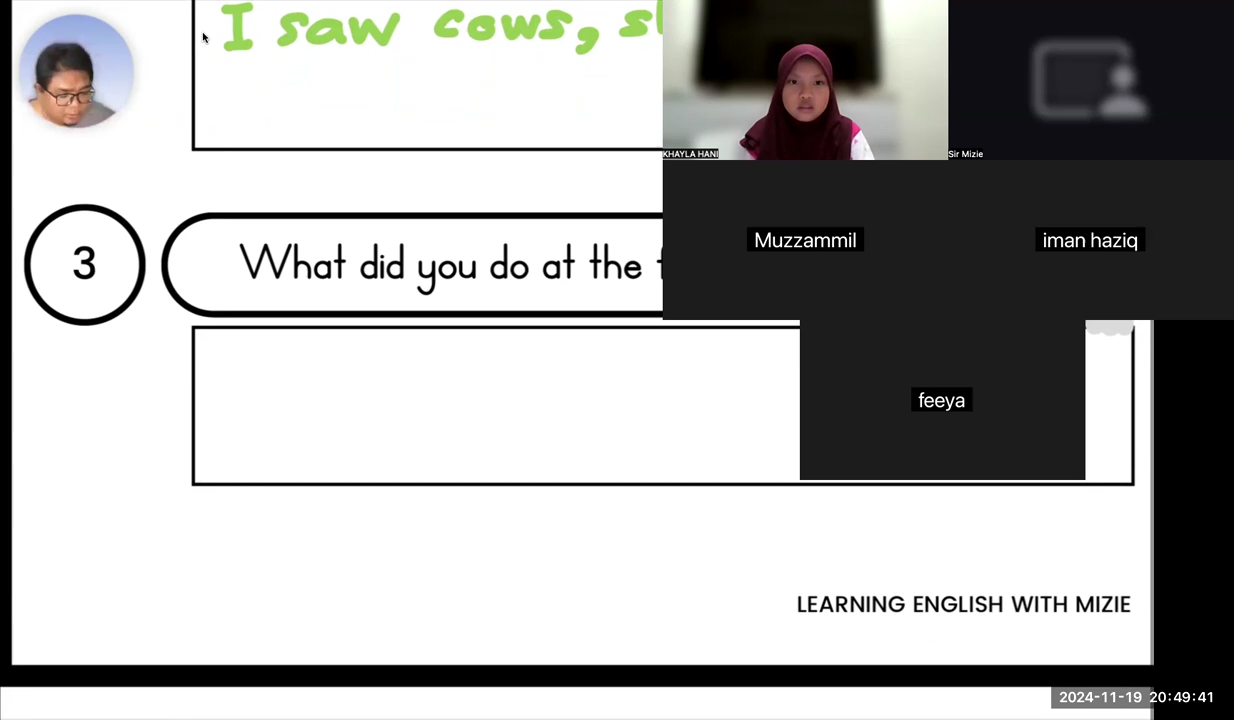 I saw cows,
KHAYLA HANI
Sir Mizie
Muzzammil
iman haziq
3
What did you do at the
feeya
LEARNING ENGLISH WITH MIZIE
2024-11-19 20:49:41